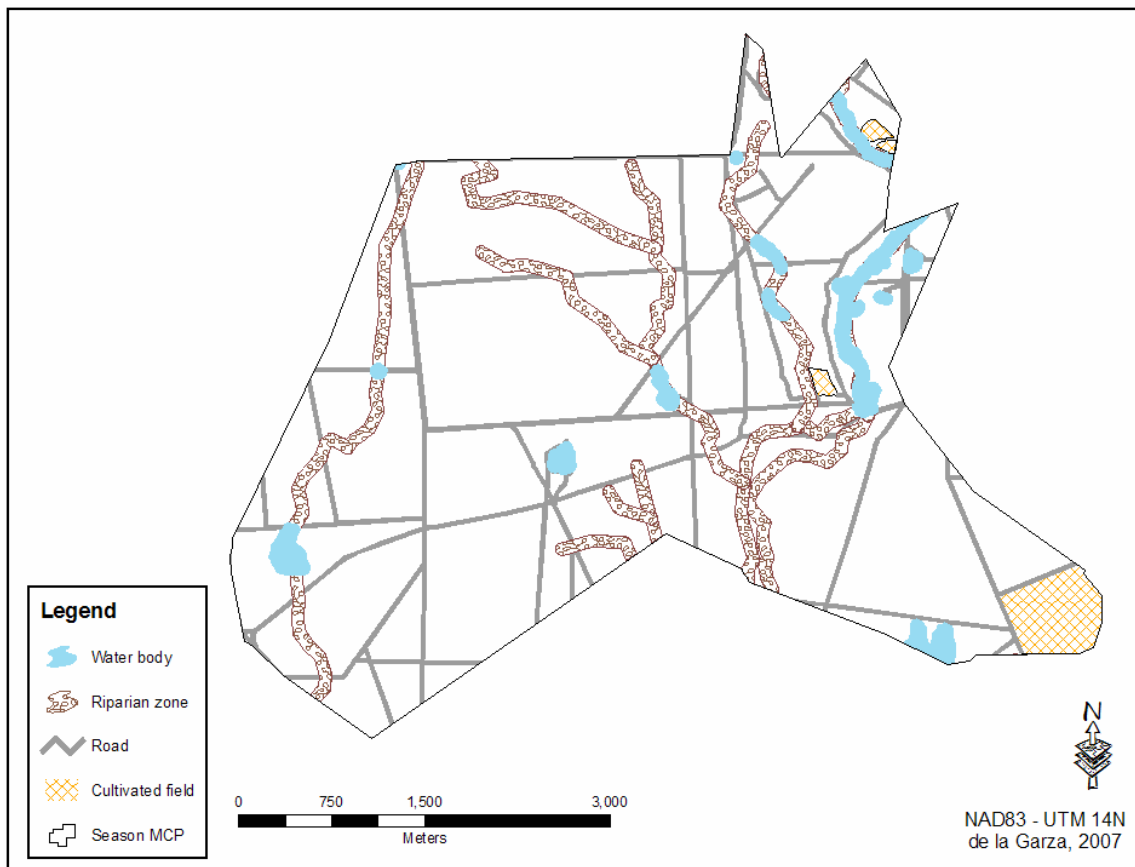 Legend
Water body
Riparian zone
Road
Cultivated field
Season MCP
0 750 1,500 3,000
Meters
N
NAD83 - UTM 14N
de la Garza, 2007